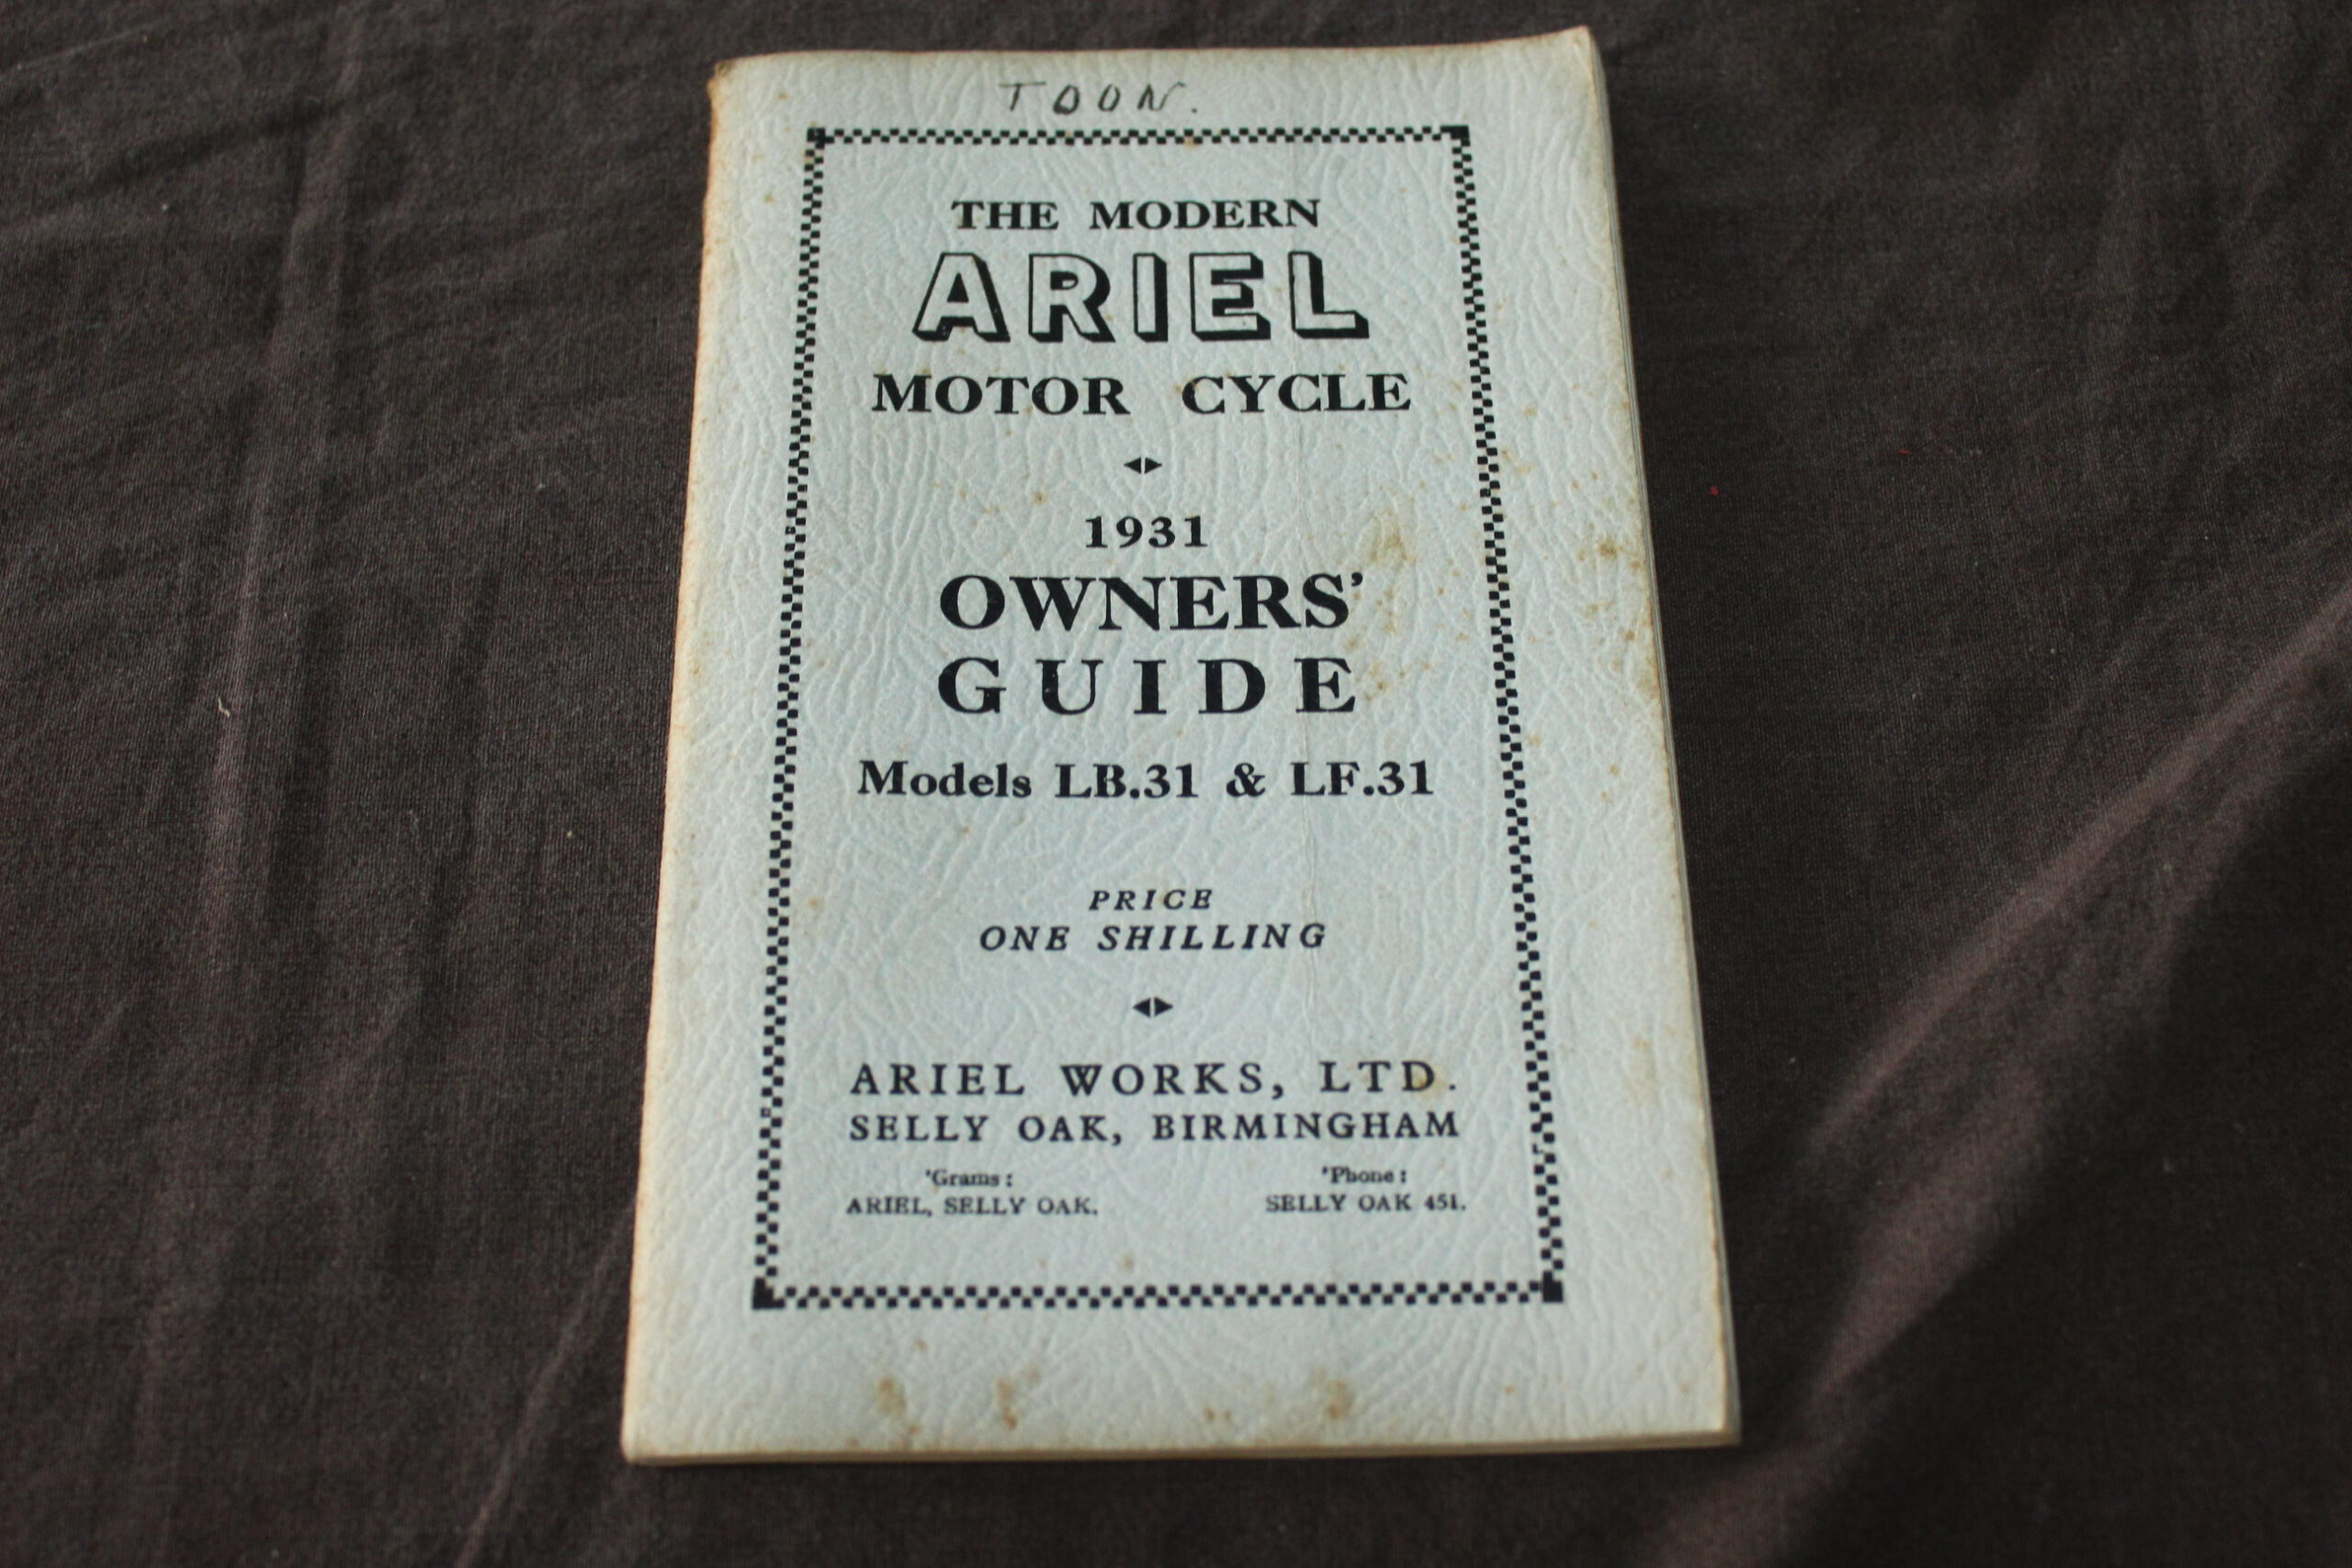 TOON.
THE MODERN
ARIEL
MOTOR CYCLE
1931
OWNERS'
GUIDE
Models LB.31 & LF.31
PRICE
ONE SHILLING
ARIEL WORKS, LTD.
SELLY OAK, BIRMINGHAM
'Grams: 'Phone:
ARIEL, SELLY OAK. SELLY OAK 451.